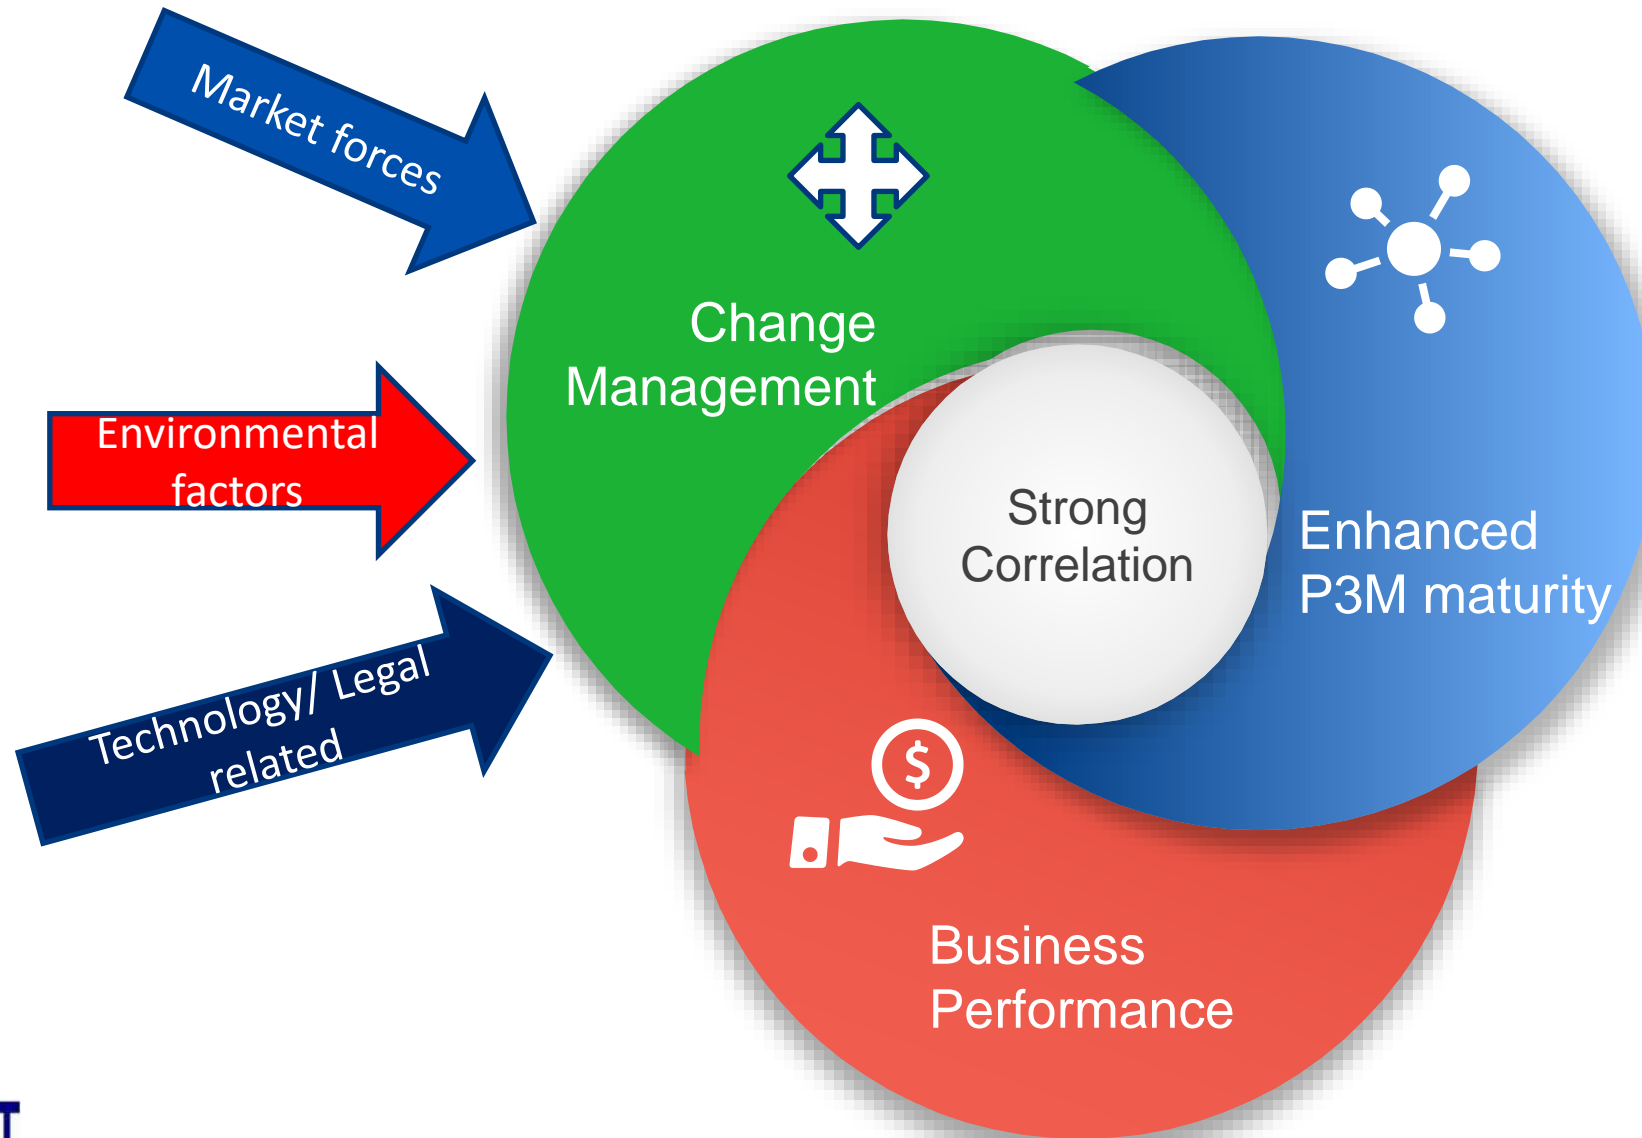 Market forces
Change
Management
Environmental
factors
Strong
Correlation
Enhanced
P3M maturity
Technology/ Legal
related
$
Business
Performance